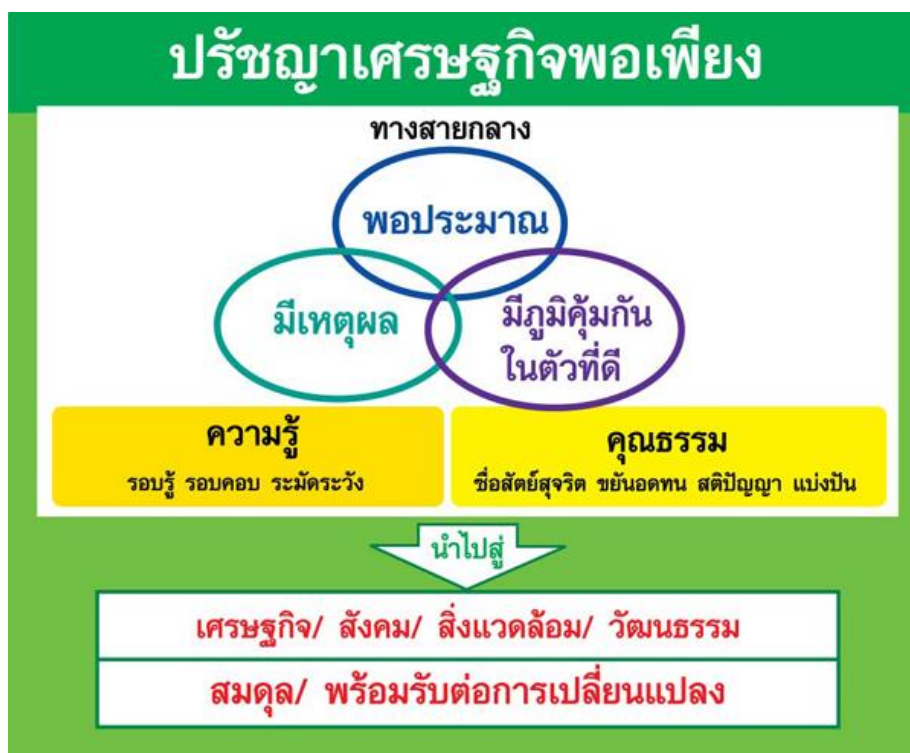 ปรัชญาเศรษฐกิจพอเพียง
ทางสายกลาง
พอประมาณ
มีเหตุผล
มีภูมิคุ้มกัน
ในตัวที่ดี
ความรู้
รอบรู้ รอบคอบ ระมัดระวัง
คุณธรรม
ซื่อสัตย์สุจริต ขยันอดทน สติปัญญา แบ่งปัน
นำไปสู่
เศรษฐกิจ/ สังคม/ สิ่งแวดล้อม/ วัฒนธรรม
สมดุล/ พร้อมรับต่อการเปลี่ยนแปลง